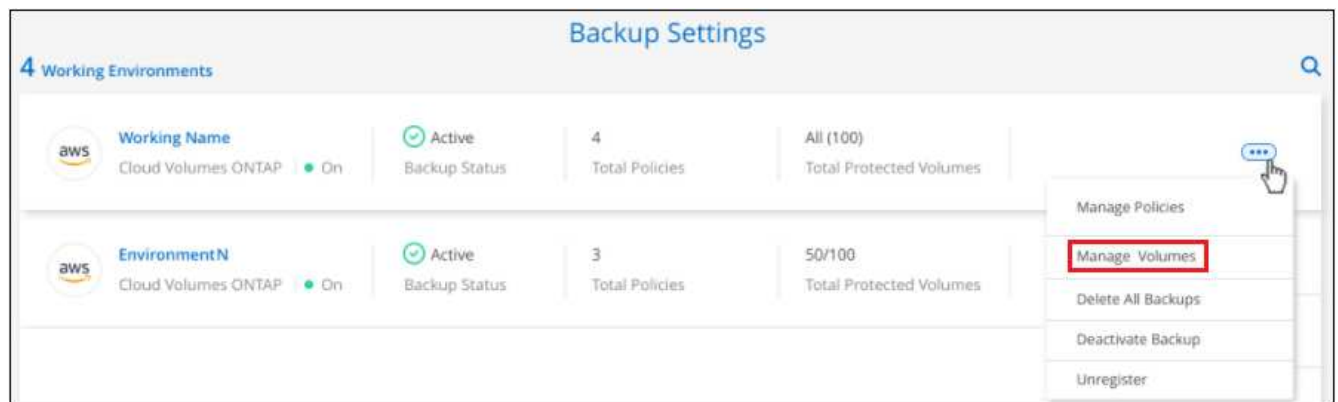 Backup Settings
4 Working Environments
aws
Working Name
Cloud Volumes ONTAP
On
Active
Backup Status
4
Total Policies
All (100)
Total Protected Volumes
Manage Policies
Manage Volumes
Delete All Backups
Deactivate Backup
Unregister
aws
EnvironmentN
Cloud Volumes ONTAP
On
Active
Backup Status
3
Total Policies
50/100
Total Protected Volumes